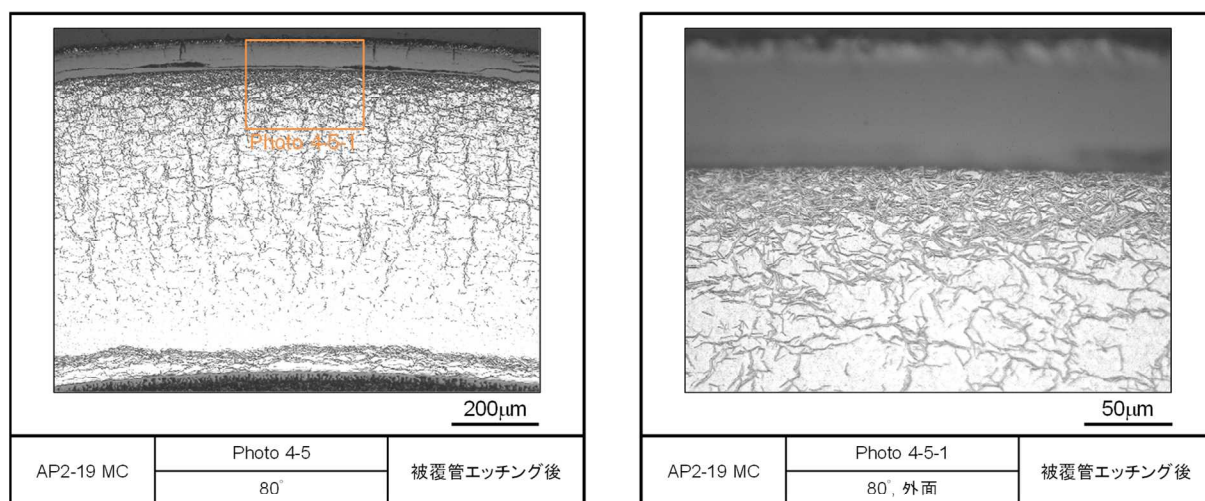 Photo 4-5-1
200μm
AP2-19 MC
Photo 4-5
80°
被覆管エッチング後
50μm
AP2-19 MC
Photo 4-5-1
80°, 外面
被覆管エッチング後